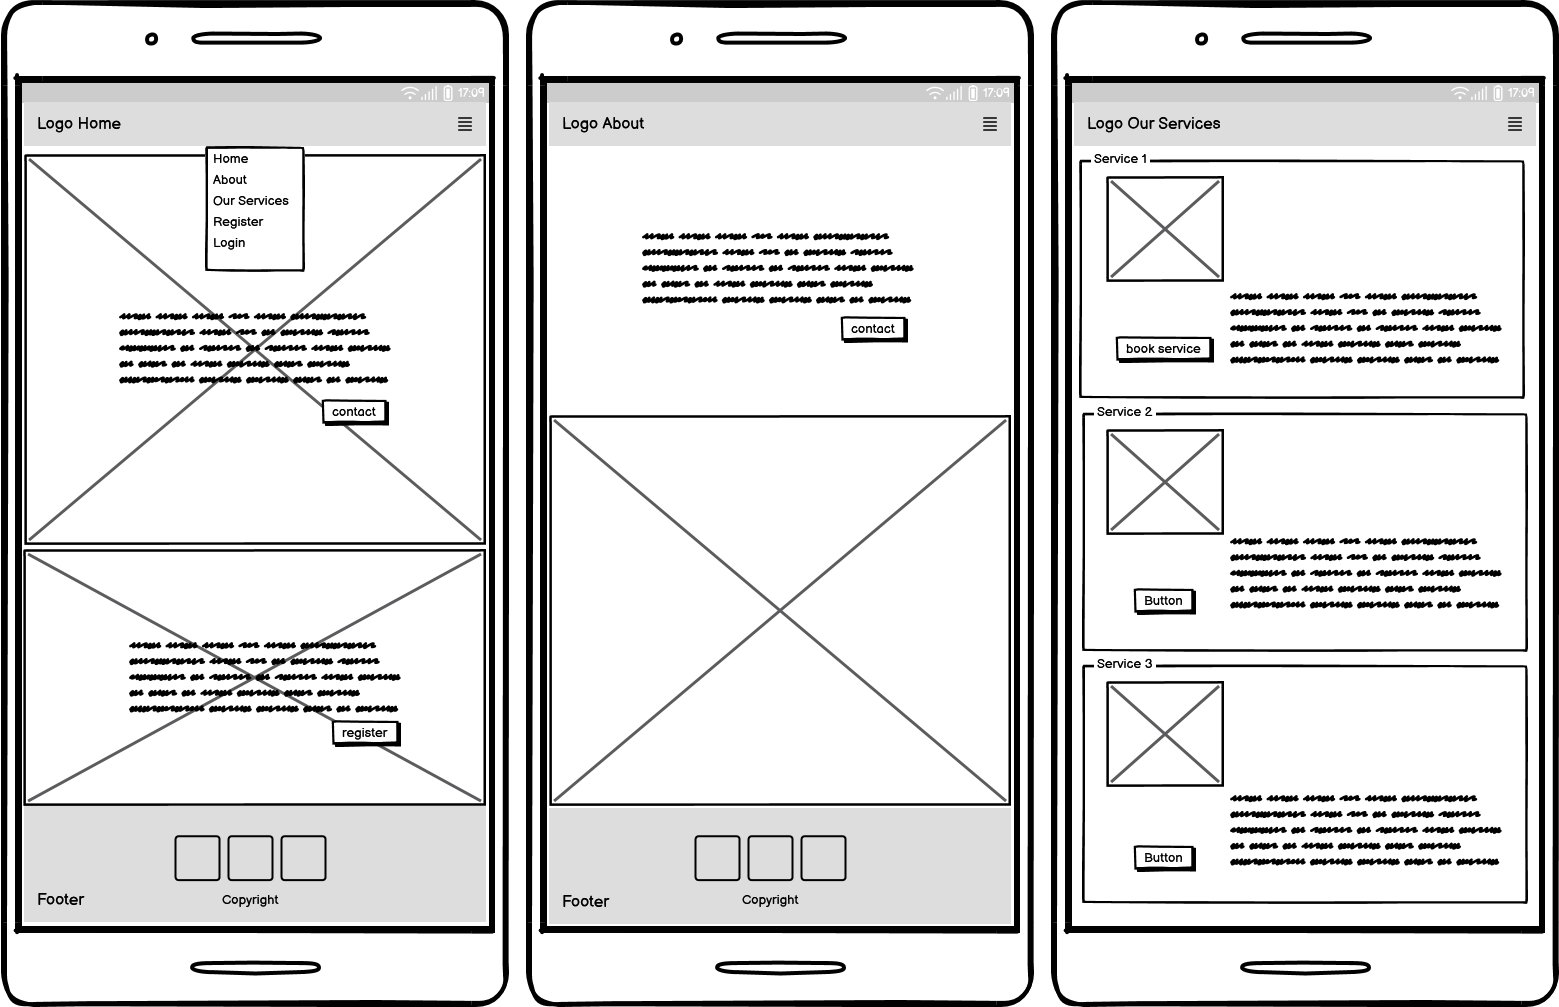 17:09
Logo Home
Home
About
Our Services
Register
Login
contact
register
Footer
Copyright
17:09
Logo About
contact
Footer
Copyright
17:09
Logo Our Services
Service 1
book service
Service 2
Button
Service 3
Button